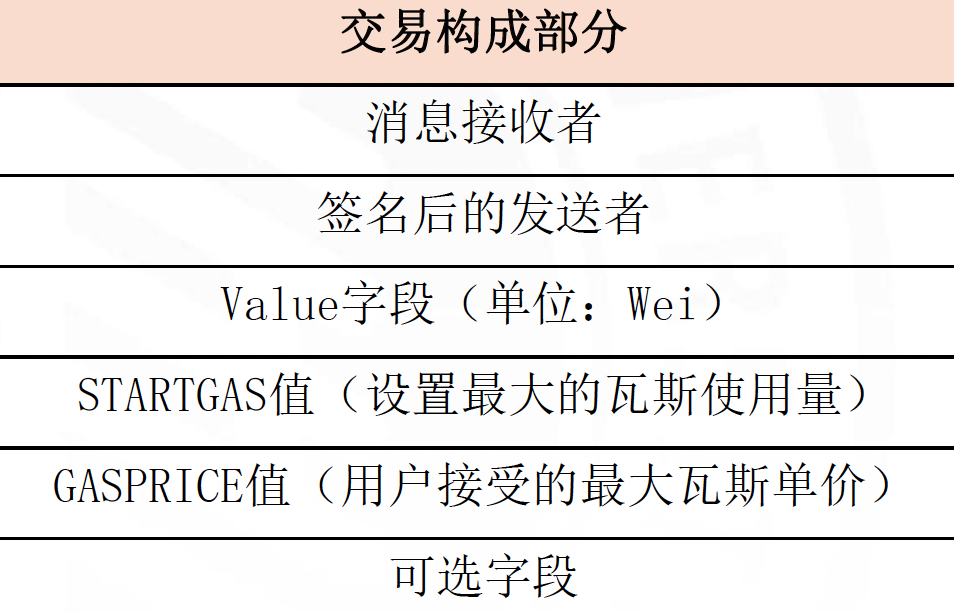 交易构成部分
消息接收者
签名后的发送者
Value字段（单位：Wei）
STARTGAS值（设置最大的瓦斯使用量）
GASPRICE值（用户接受的最大瓦斯单价）
可选字段